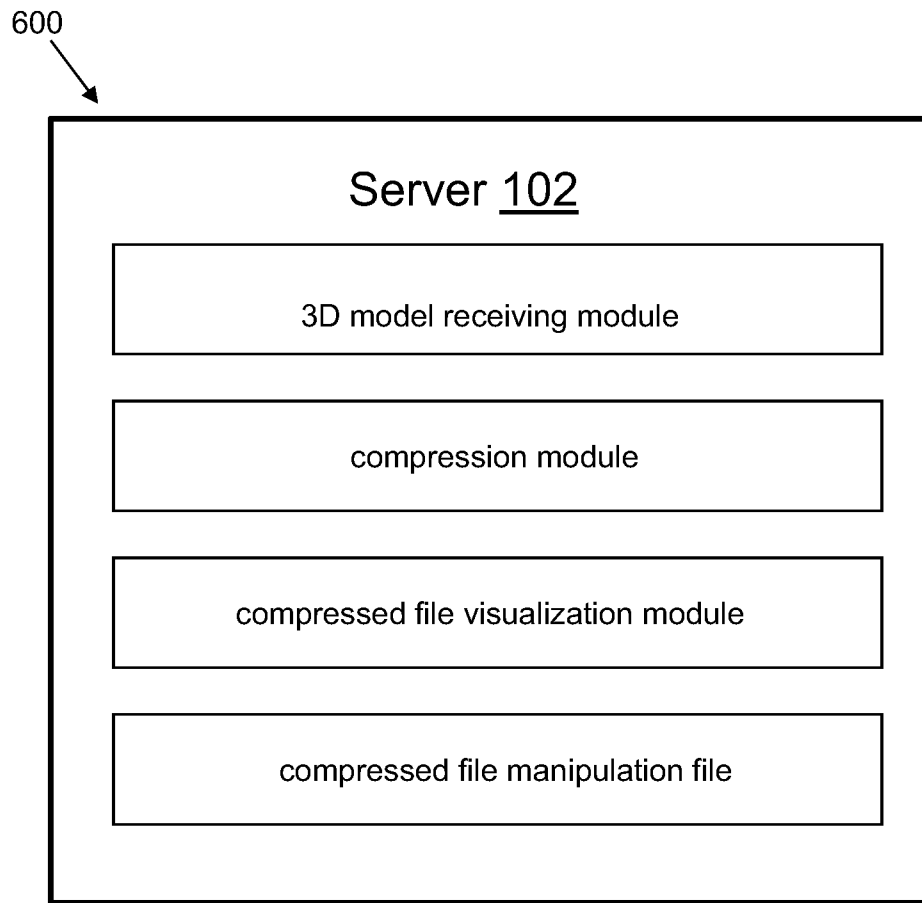 600
Server 102
3D model receiving module
compression module
compressed file visualization module
compressed file manipulation file